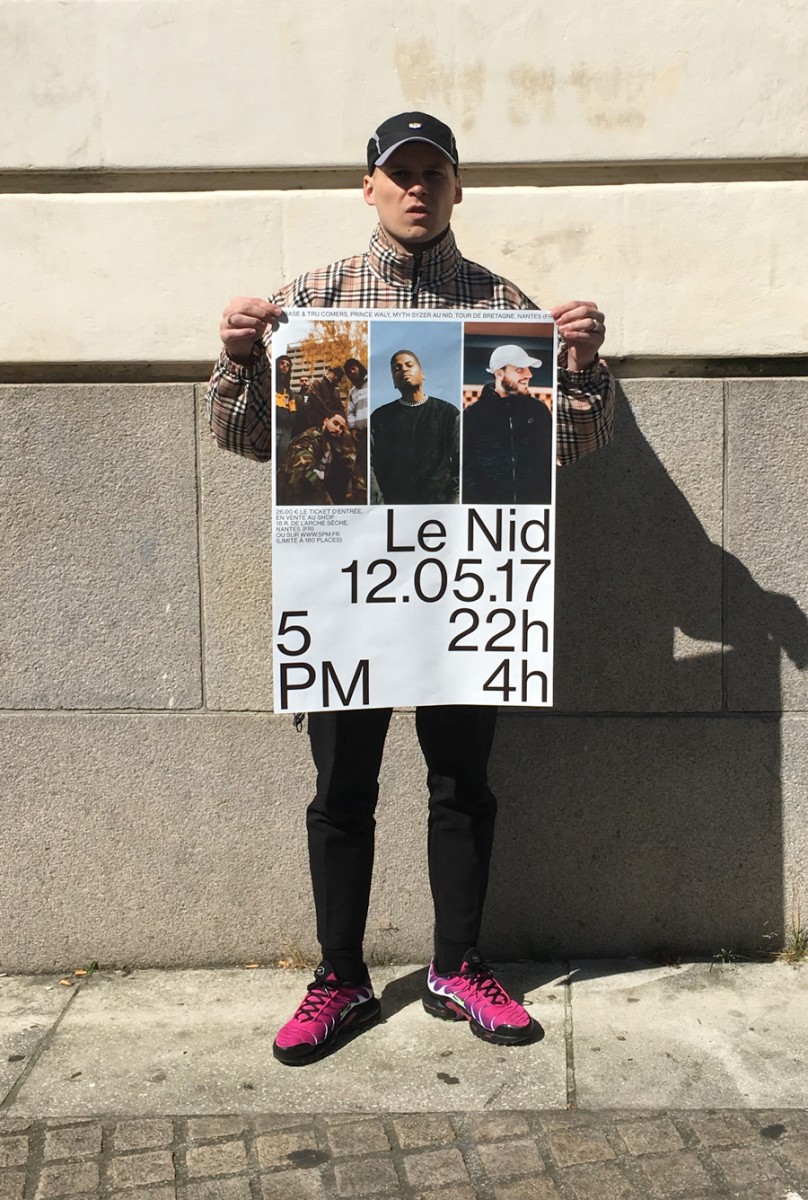 & TRU COMERS, PRINCE WALY, MYTH SYZER AU NID, TOUR DE BRETAGNE, NANTES (FR)
26,00 € LE TICKET D'ENTRÉE,
EN VENTE AU SHOP
16 R. DE L'ARCHE SÈCHE,
NANTES (FR)
OU SUR WWW.5PM.FR
(LIMITÉ À 180 PLACES)
Le Nid
12.05.17
5 22h
PM 4h